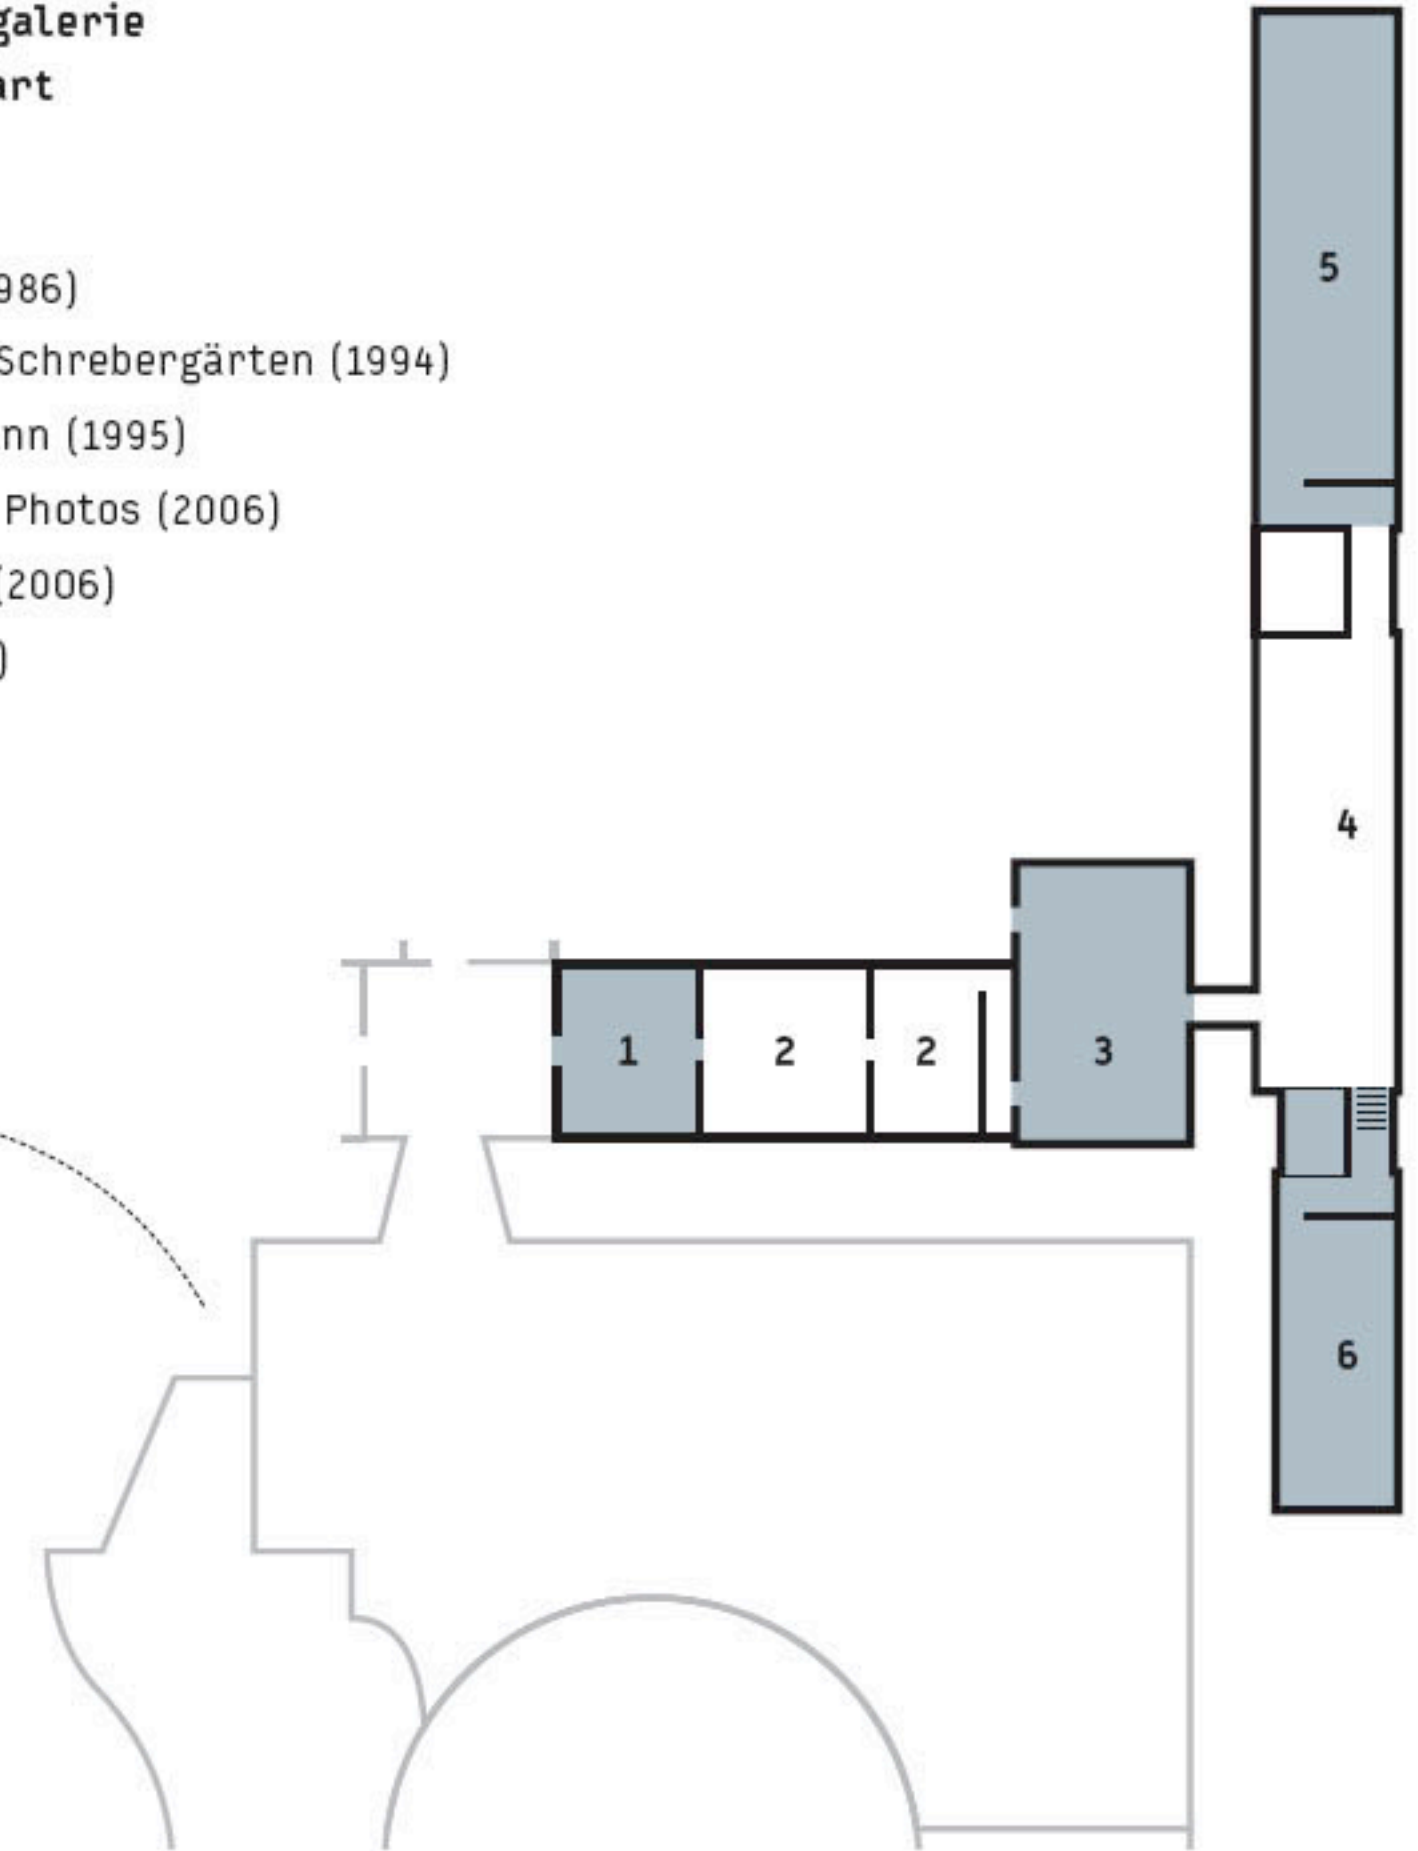 galerie
art
986)
Schrebergärten (1994)
nn (1995)
Photos (2006)
(2006)
)
5
4
1 2 2 3
6